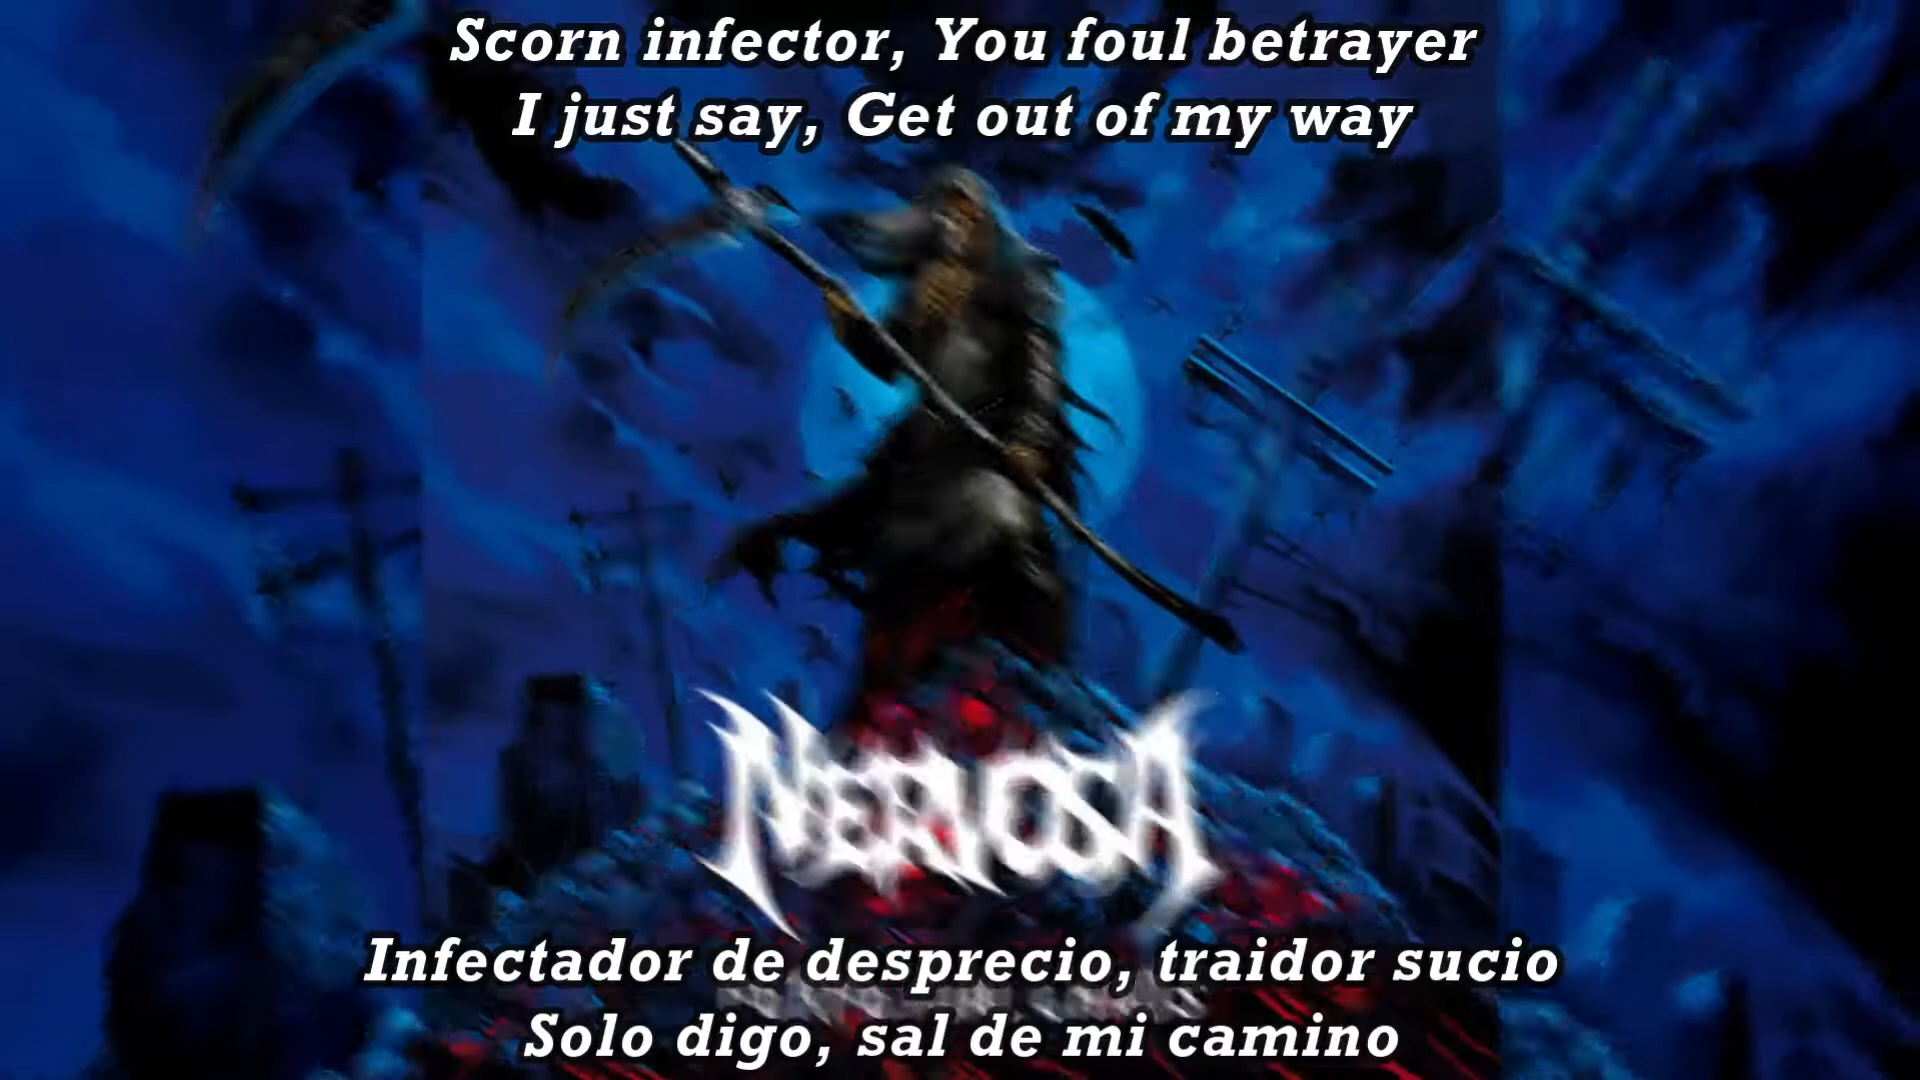 Scorn infector, You foul betrayer
I just say, Get out of my way
NERVOSA
Infectador de desprecio, traidor sucio
Solo digo, sal de mi camino